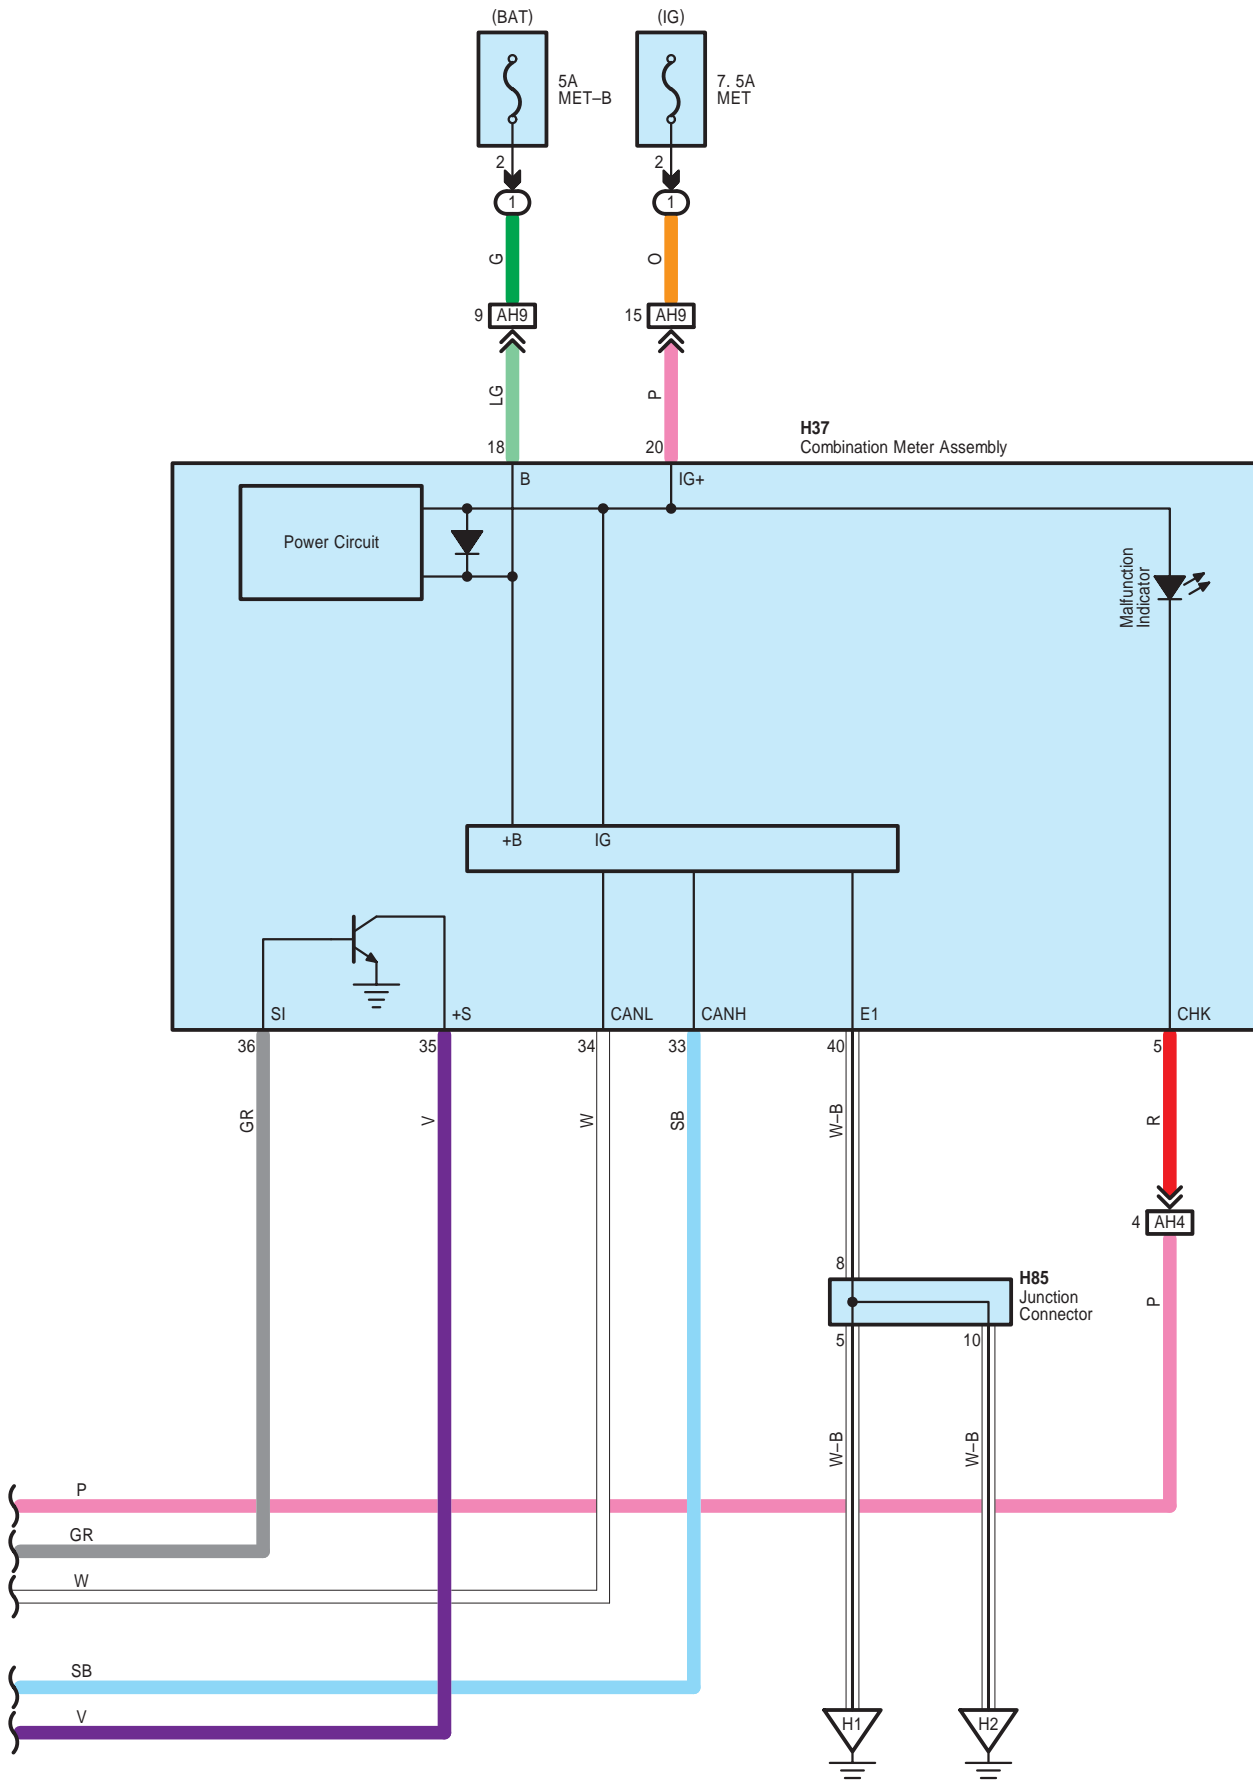 (BAT)
(IG)
5A
MET–B
7. 5A
MET
2
2
1
1
G
O
9
AH9
15
AH9
LG
P
H37
Combination Meter Assembly
18
20
B
IG+
Power Circuit
Malfunction
Indicator
+B
IG
SI
+S
CANL
CANH
E1
CHK
36
35
34
33
40
5
GR
V
W
SB
W–B
R
4
AH4
8
H85
Junction
Connector
5
10
P
W–B
W–B
P
GR
W
SB
V
H1
H2